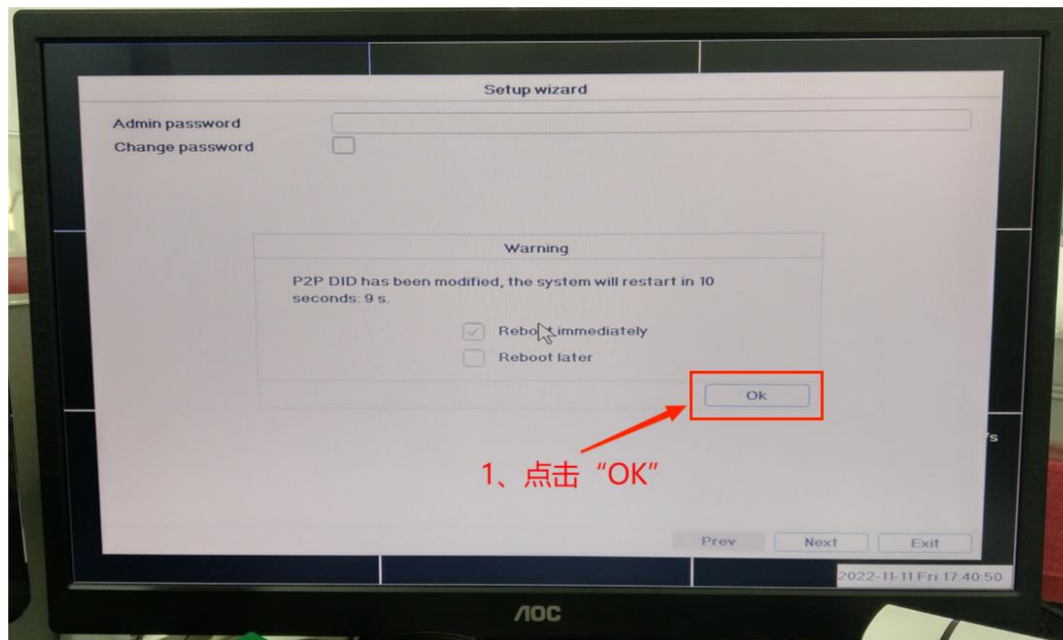 Setup wizard
Admin password
Change password
Warning
P2P DID has been modified, the system will restart in 10
seconds: 9 s.
Reboot immediately
Reboot later
Ok
's
1、点击“OK”
Prev Next Exit
2022-11-11 Fri 17:40:50
AOC